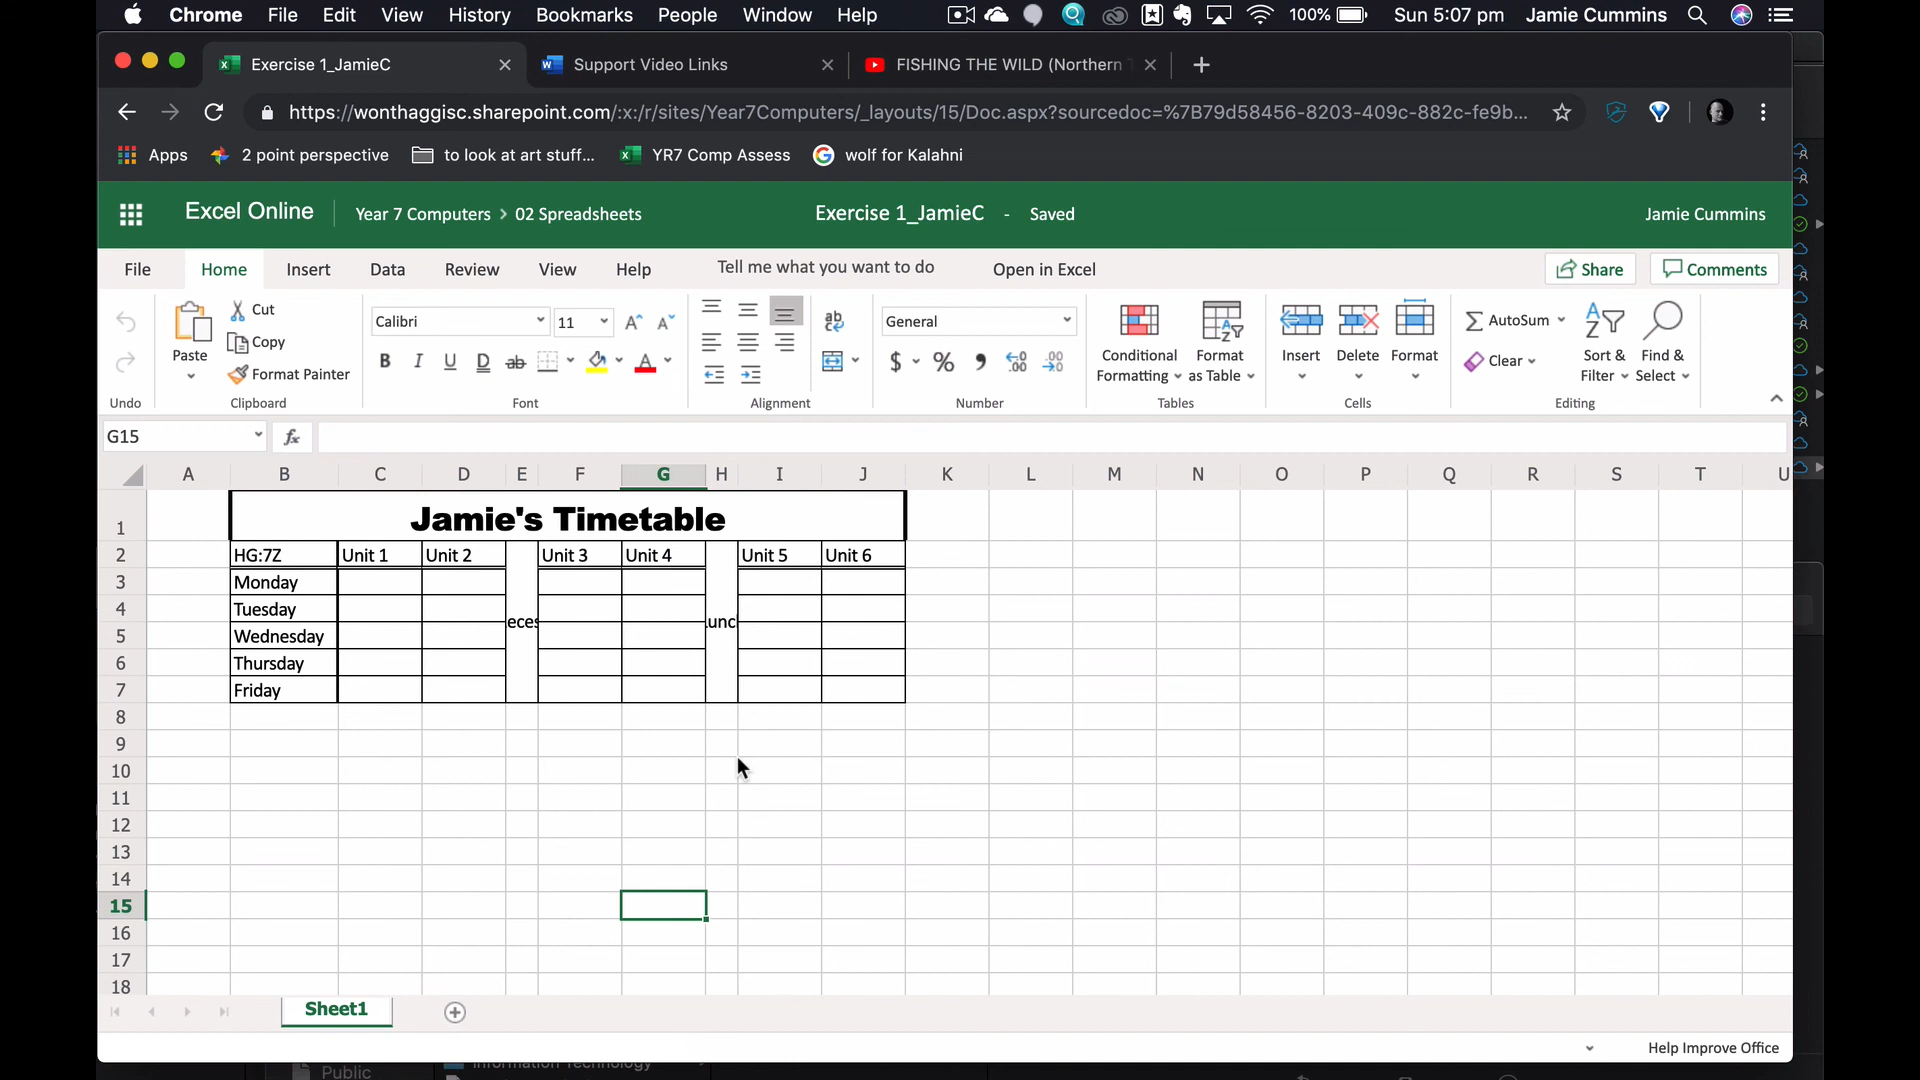 Chrome File Edit View History Bookmarks People Window Help 100% Sun 5:07 pm Jamie Cummins
Exercise 1_JamieC Support Video Links FISHING THE WILD (Northern
https://wonthaggisc.sharepoint.com/:x:/r/sites/Year7Computers/_layouts/15/Doc.aspx?sourcedoc=%7B79d58456-8203-409c-882c-fe9b...
Apps 2 point perspective to look at art stuff... YR7 Comp Assess wolf for Kalahni
Excel Online Year 7 Computers > 02 Spreadsheets Exercise 1_JamieC - Saved Jamie Cummins
File Home Insert Data Review View Help Tell me what you want to do Open in Excel Share Comments
Cut
Calibri 11 General AutoSum
Copy
Paste Conditional Format Insert Delete Format Clear Sort & Find &
Format Painter Formatting as Table Filter Select
Undo Clipboard Font Alignment Number Tables Cells Editing
G15 fx
A B C D E F G H I J K L M N O P Q R S T U
1 Jamie's Timetable
2 HG:7Z Unit 1 Unit 2 Unit 3 Unit 4 Unit 5 Unit 6
3 Monday
4 Tuesday
eces unc
5 Wednesday
6 Thursday
7 Friday
8
9
10
11
12
13
14
15
16
17
18
Sheet1
Help Improve Office
Public Information Technology